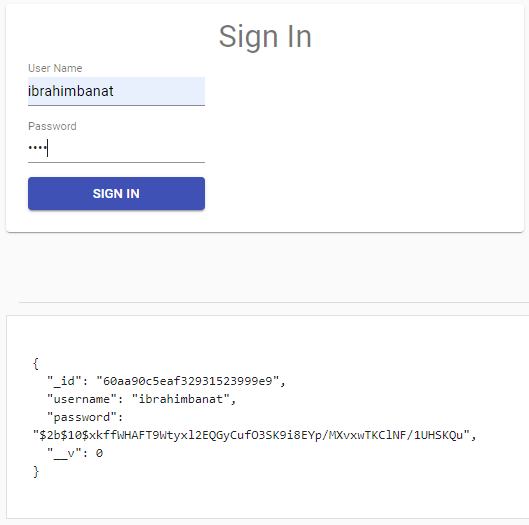 Sign In
User Name
ibrahimbanat
Password
••••
SIGN IN
{
"_id": "60aa90c5eaf32931523999e9",
"username": "ibrahimbanat",
"password":
"$2b$10$xkffWHAFT9Wtyxl2EQGyCufO3SK9i8EYp/MXvxwTKClNF/1UHSKQu",
"__v": 0
}